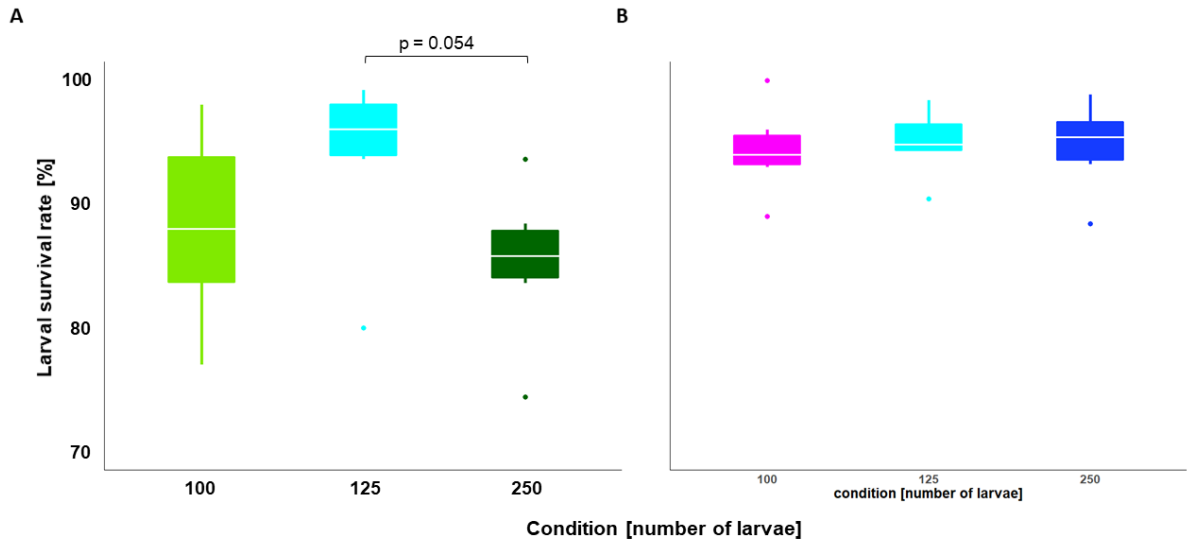 A
B
p = 0.054
100
90
80
70
Larval survival rate [%]
100 125 250
100 125 250
condition [number of larvae]
Condition [number of larvae]